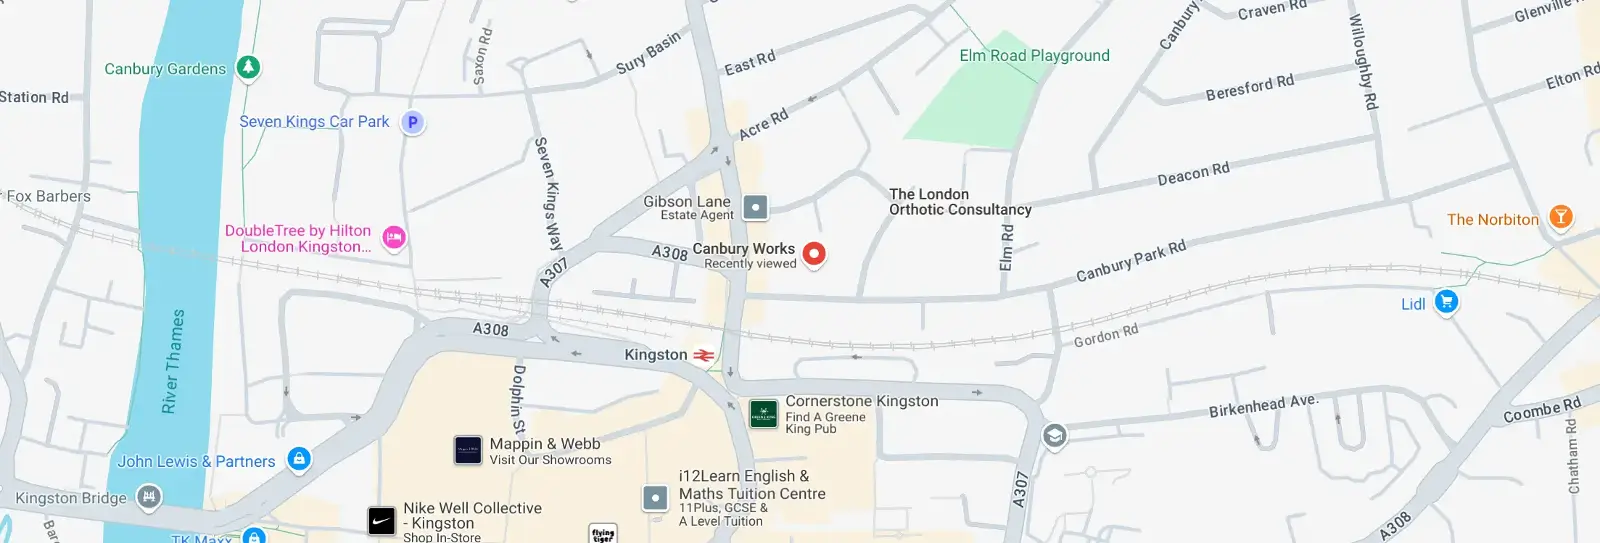 Craven Rd
Glenville
Canbury
Willoughby Rd
Saxon Rd
Sury Basin
East Rd
Elm Road Playground
Canbury Gardens
Station Rd
Beresford Rd
Elton Rd
Seven Kings Car Park
P
Acre Rd
Seven Kings Way
Deacon Rd
Fox Barbers
Gibson Lane
Estate Agent
The London
Orthotic Consultancy
The Norbiton
DoubleTree by Hilton
London Kingston...
A308
Canbury Works
Recently viewed
Elm Rd
Canbury Park Rd
A307
Lidl
River Thames
A308
Gordon Rd
Kingston
Dolphin St
Cornerstone Kingston
Find A Greene
King Pub
Birkenhead Ave.
Coombe Rd
Mappin & Webb
Visit Our Showrooms
John Lewis & Partners
Chatham Rd
A307
i12Learn English &
Maths Tuition Centre
11Plus, GCSE &
A Level Tuition
Kingston Bridge
Nike Well Collective
- Kingston
Shop In-Store
A308
TK Maxx
flying
tiger